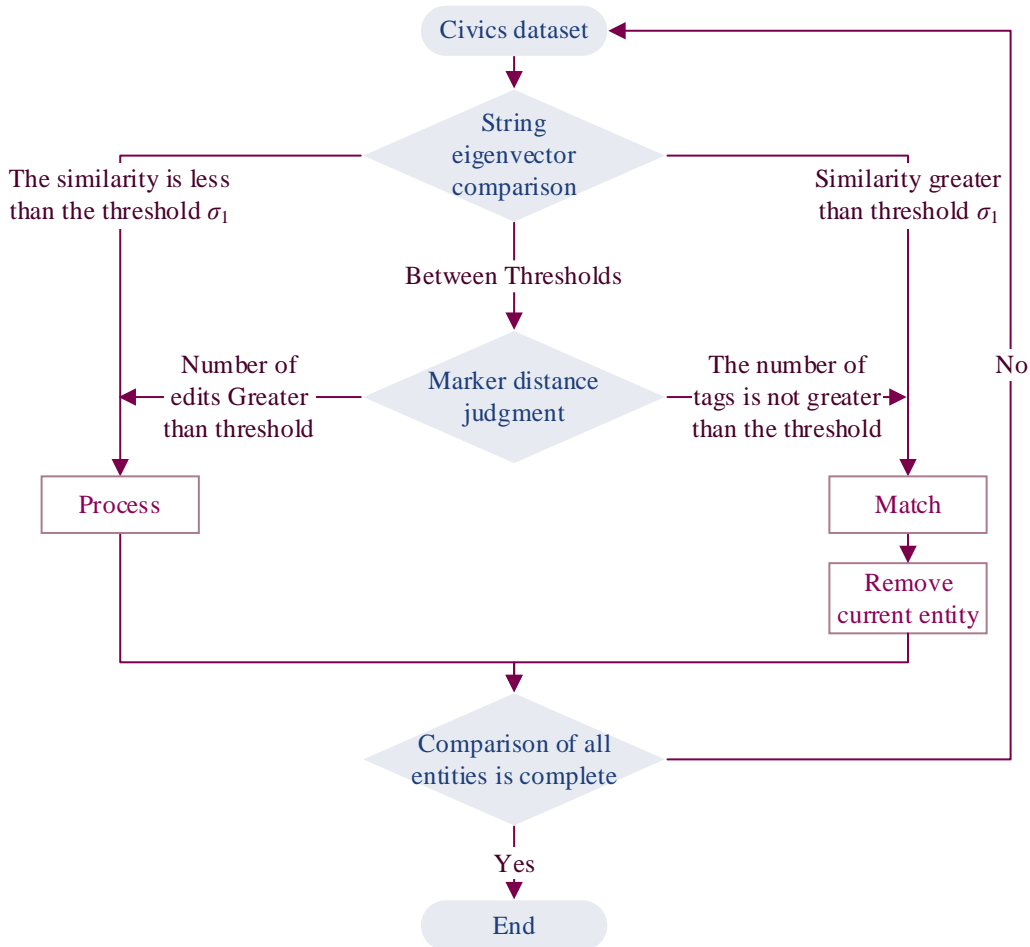 Civics dataset
String
eigenvector
comparison
The similarity is less
than the threshold σ₁
Similarity greater
than threshold σ₁
Between Thresholds
Number of
edits Greater
than threshold
Marker distance
judgment
The number of
tags is not greater
than the threshold
No
Process
Match
Remove
current entity
Comparison of all
entities is complete
Yes
End